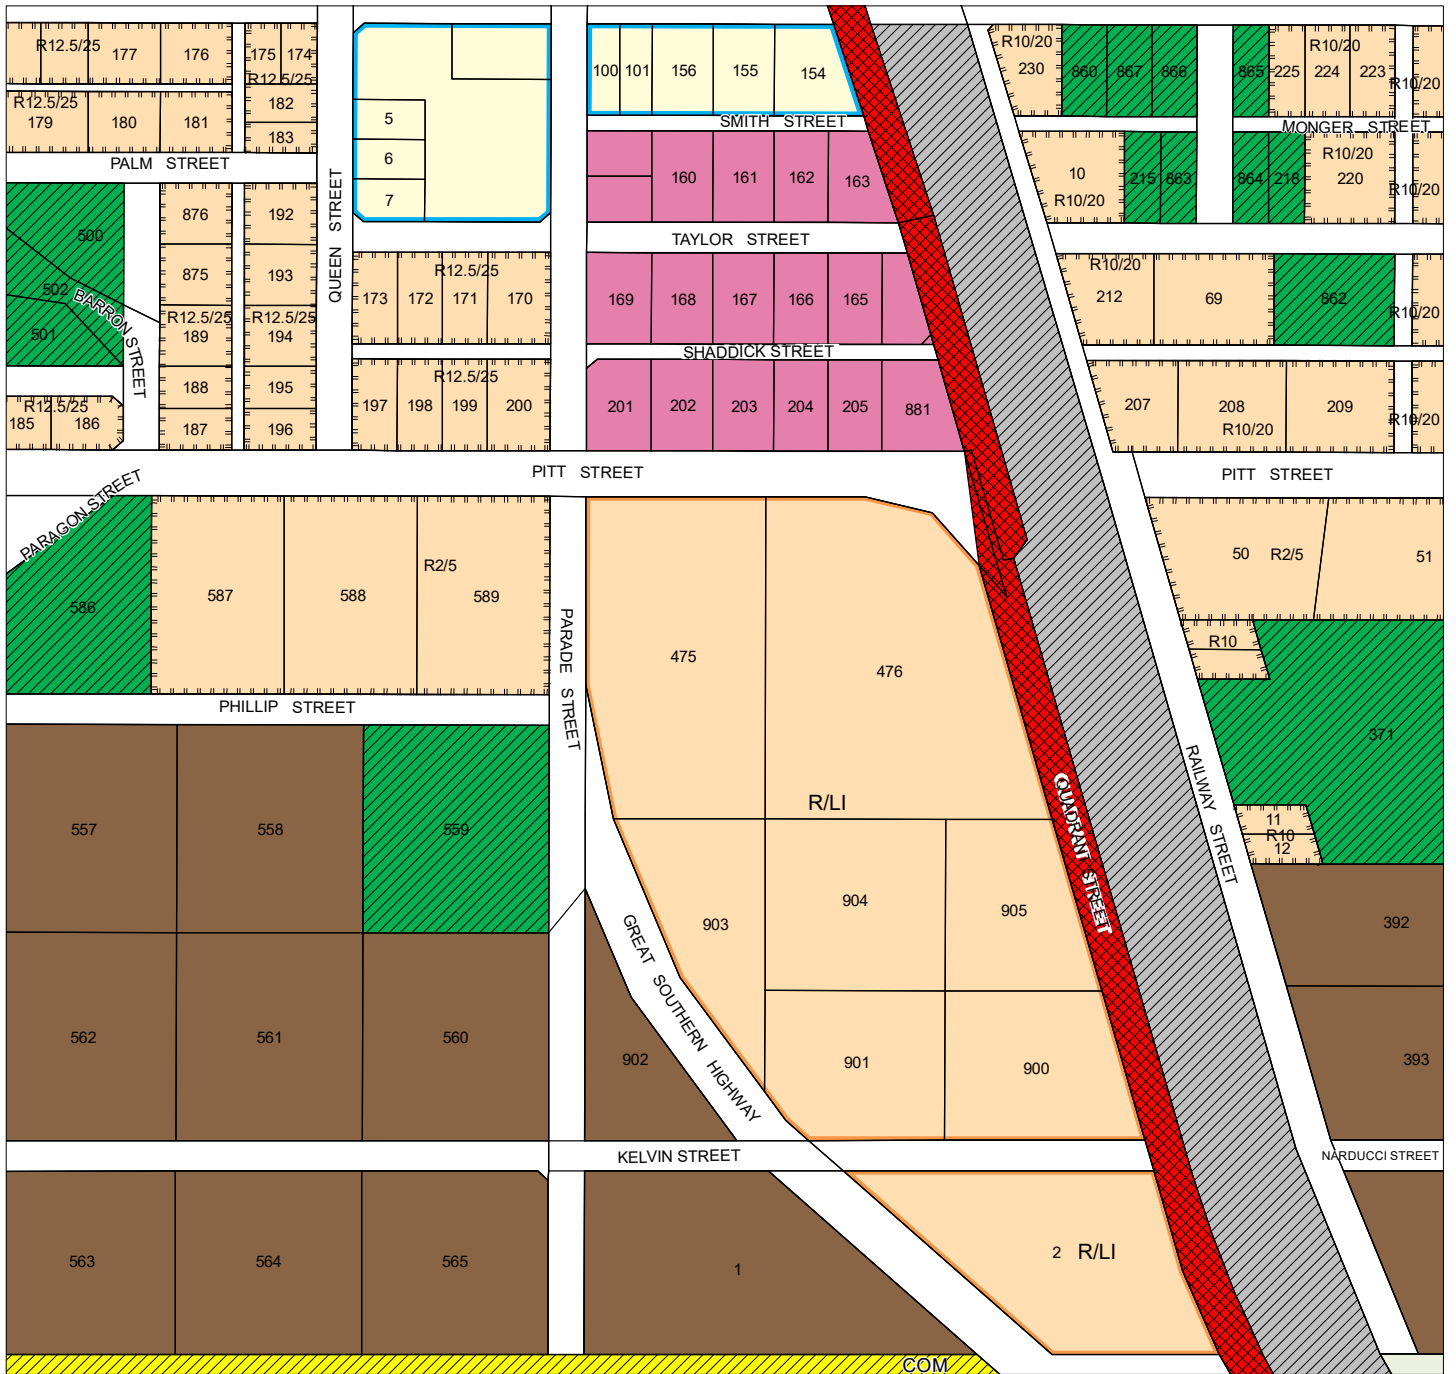 R12.5/25
177
176
175
174
R12.5/25
182
183
R12.5/25
179
180
181
PALM STREET
5
6
7
100
101
156
155
154
SMITH STREET
160
161
162
163
TAYLOR STREET
R10/20
230
860
867
866
865
225
R10/20
224
223
R10/20
MONGER STREET
10
R10/20
215
863
864
218
R10/20
220
R10/20
500
502
501
BARRON STREET
876
875
R12.5/25
189
188
187
192
193
R12.5/25
194
195
196
QUEEN STREET
R12.5/25
173
172
171
170
169
168
167
166
165
SHADDICK STREET
R10/20
212
69
862
R10/20
R12.5/25
185
186
R12.5/25
197
198
199
200
201
202
203
204
205
881
207
208
R10/20
209
R10/20
PITT STREET
PITT STREET
PARAGON STREET
586
587
588
R2/5
589
PARADE STREET
475
476
R/LI
50
R2/5
51
R10
371
11
R10
12
PHILLIP STREET
557
558
559
QUADRANT STREET
RAILWAY STREET
903
904
905
392
562
561
560
902
GREAT SOUTHERN HIGHWAY
901
900
393
KELVIN STREET
NARDUCCI STREET
563
564
565
1
2
R/LI
COM